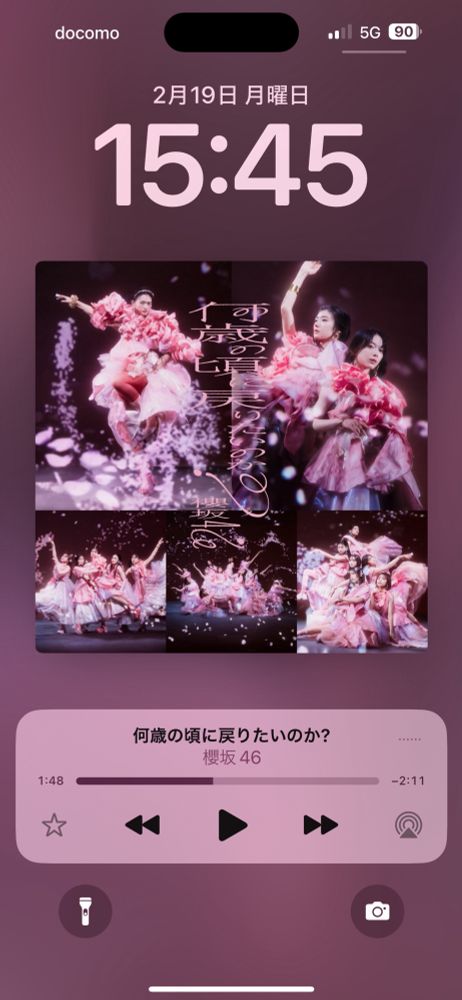 docomo 5G 90
2月19日 月曜日
15:45
何歳の頃に戻りたいのか?
櫻坂46
何歳の頃に戻りたいのか?
櫻坂46
1:48 −2:11